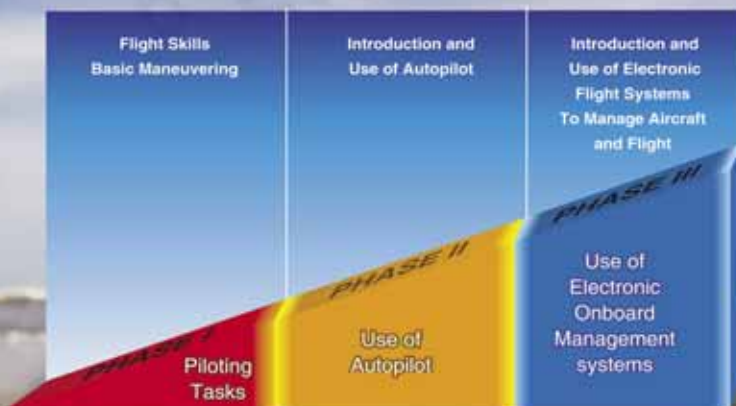 Flight Skills
Basic Maneuvering
Introduction and
Use of Autopilot
Introduction and
Use of Electronic
Flight Systems
To Manage Aircraft
and Flight
PHASE I
Piloting
Tasks
PHASE II
Use of
Autopilot
PHASE III
Use of
Electronic
Onboard
Management
systems